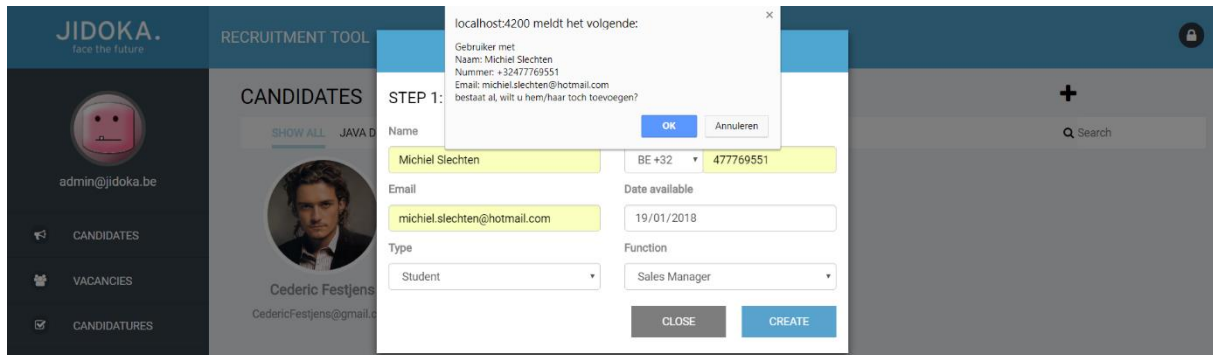 JIDOKA.
face the future
RECRUITMENT TOOL
localhost:4200 meldt het volgende:
Gebruiker met
Naam: Michiel Slechten
Nummer: +32477769551
Email: michiel.slechten@hotmail.com
bestaat al, wilt u hem/haar toch toevoegen?
OK Annuleren
admin@jidoka.be
CANDIDATES
VACANCIES
CANDIDATURES
CANDIDATES
SHOW ALL JAVA D
Search
Cederic Festjens
CedericFestjens@gmail.c
STEP 1:
Name
Michiel Slechten
BE +32 477769551
Email Date available
michiel.slechten@hotmail.com 19/01/2018
Type Function
Student Sales Manager
CLOSE CREATE